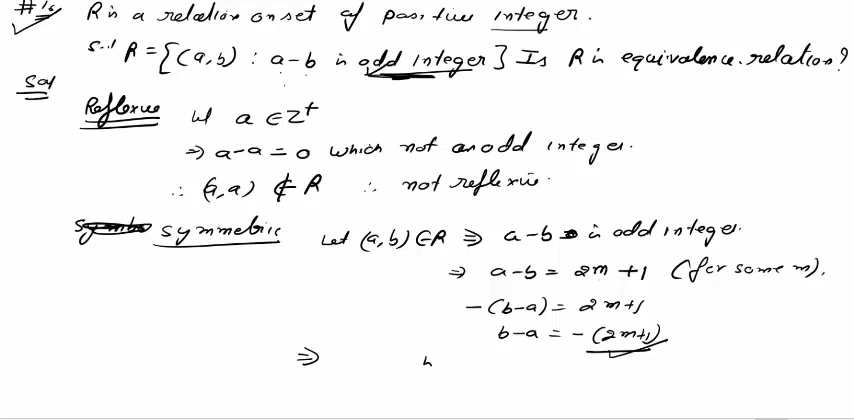 #16 R is a relation on set of positive integer.
s.t R = {(a,b) : a-b is odd integer} Is R is equivalence relation?
Sol
Reflexive let a ∈ Z+
⇒ a-a = 0 which not an odd integer.
∴ (a,a) ∉ R ∴ not reflexive.
symmetric Let (a,b) ∈ R ⇒ a-b is odd integer.
⇒ a-b = 2m+1 (for some m).
-(b-a) = 2m+1
b-a = -(2m+1)
⇒